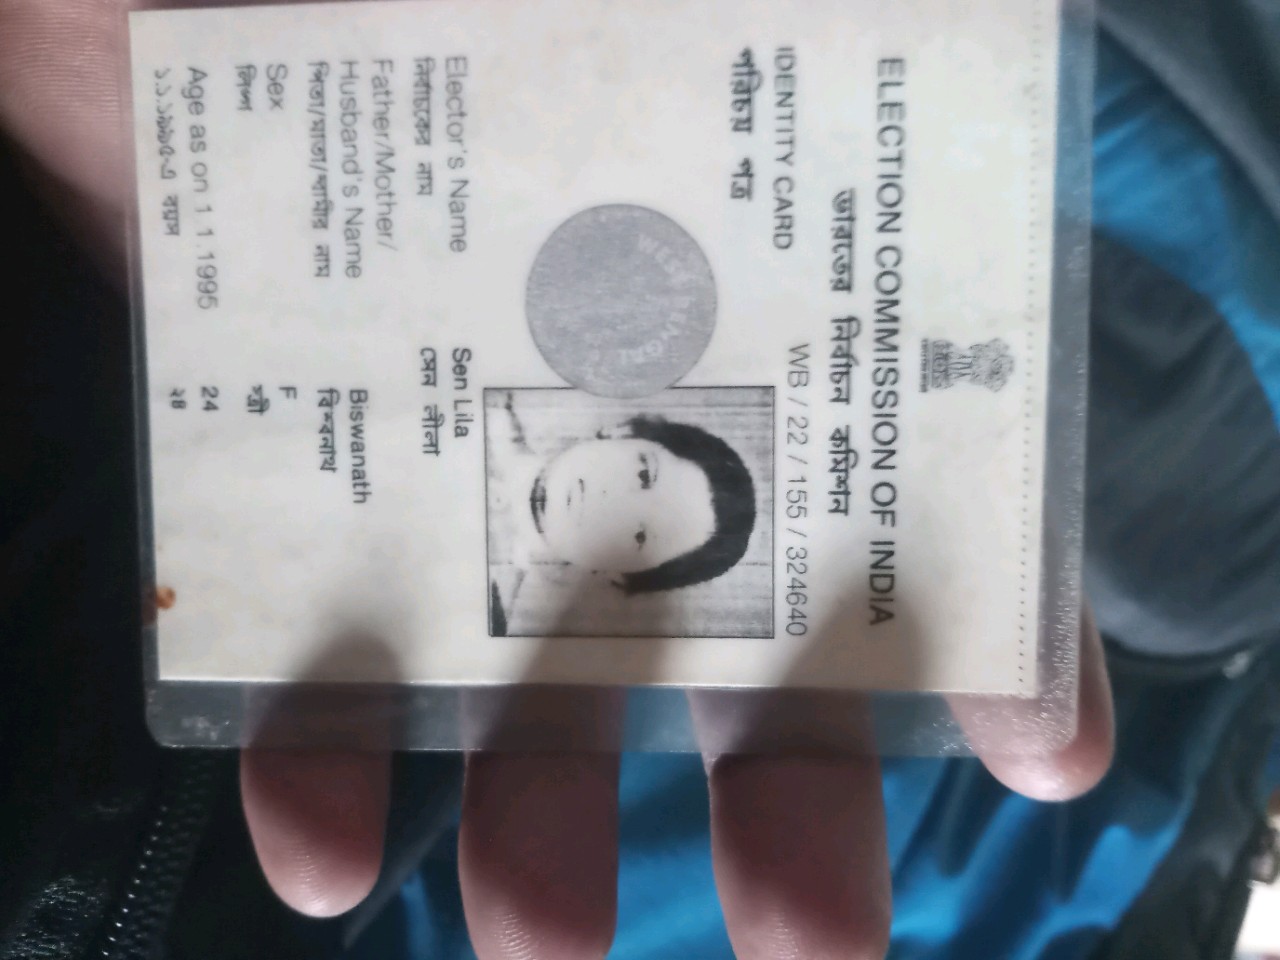 ELECTION COMMISSION OF INDIA
ভারতের নির্বাচন কমিশন
IDENTITY CARD WB / 22 / 155 / 324640
পরিচয় পত্র
WEST BENGAL
Elector's Name Sen Lila
নির্বাচকের নাম সেন লীলা
Father/Mother/
Husband's Name Biswanath
পিতা/মাতা/স্বামীর নাম বিশ্বনাথ
Sex F
লিঙ্গ স্ত্রী
Age as on 1.1.1995 24
১.১.১৯৯৫-এ বয়স ২৪